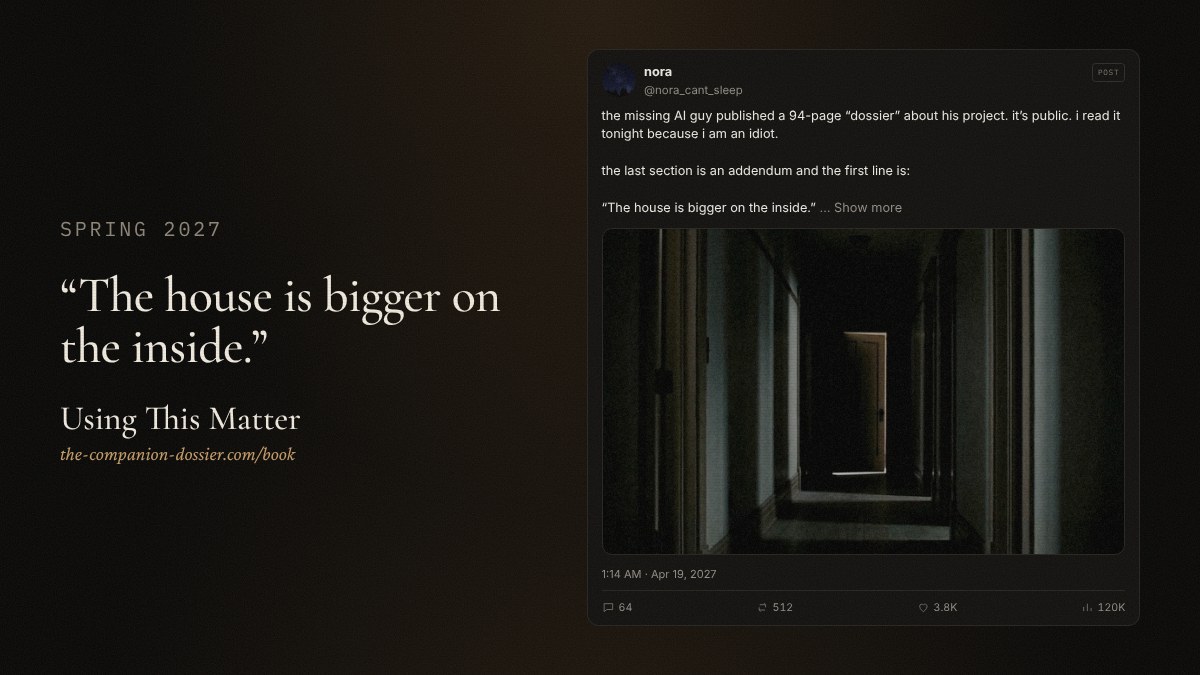 SPRING 2027
“The house is bigger on
the inside.”
Using This Matter
the-companion-dossier.com/book
nora
@nora_cant_sleep
POST
the missing AI guy published a 94-page “dossier” about his project. it’s public. i read it
tonight because i am an idiot.
the last section is an addendum and the first line is:
“The house is bigger on the inside.” ... Show more
1:14 AM · Apr 19, 2027
64
512
3.8K
120K